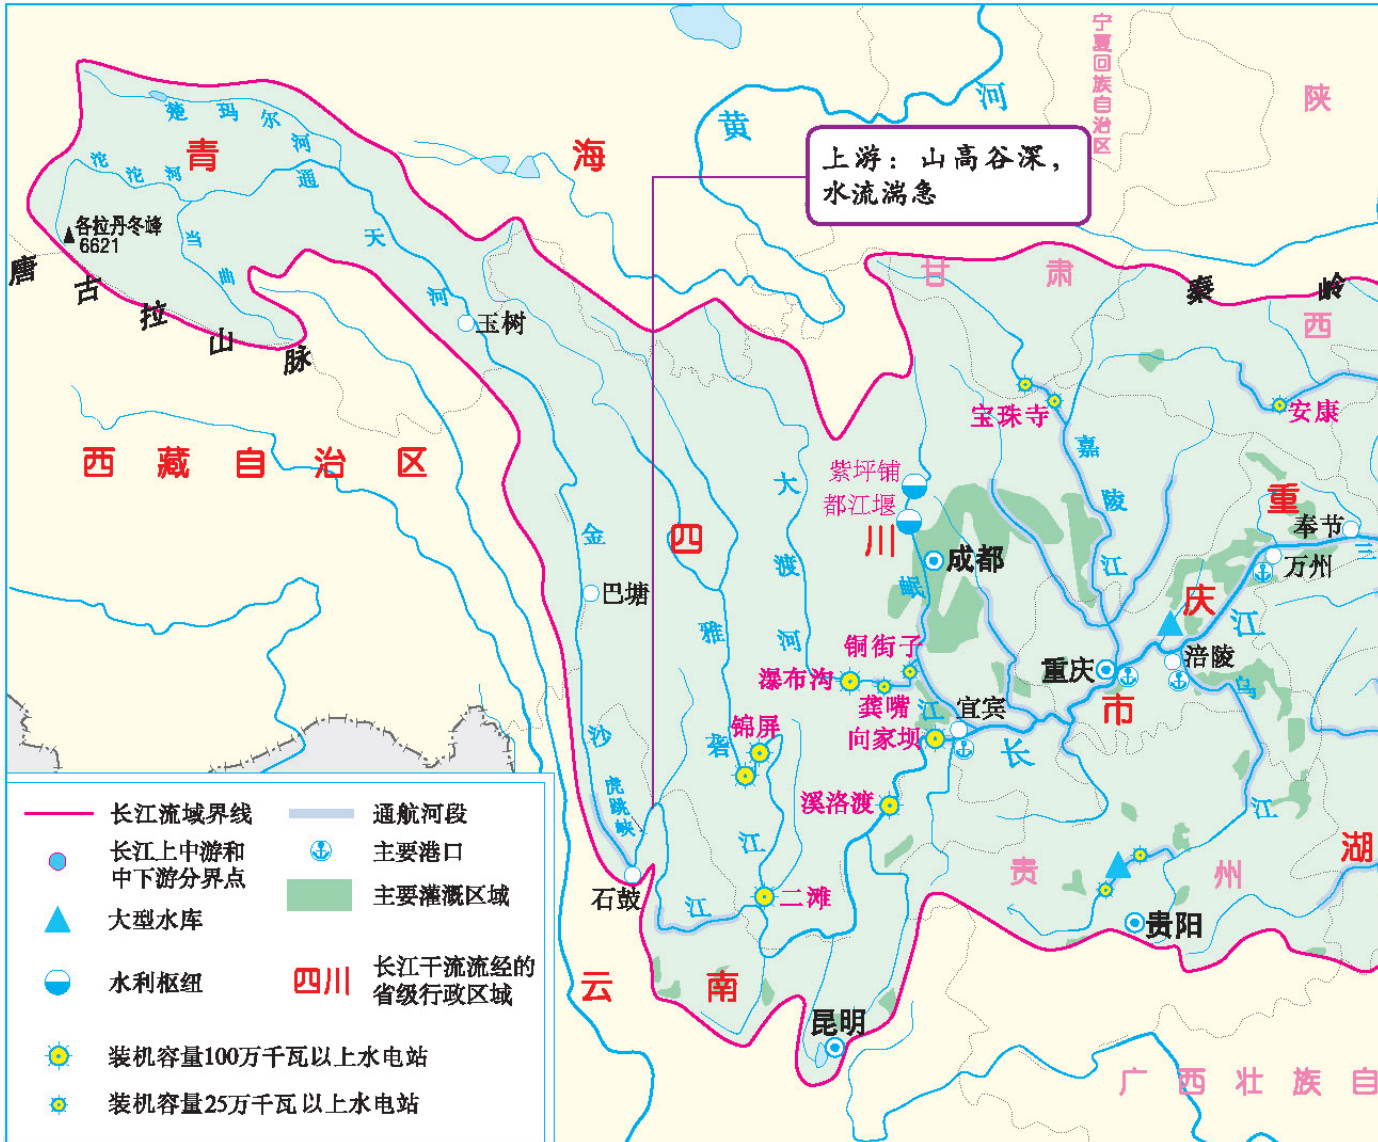 宁夏回族自治区
陕
西
黄河
上游：山高谷深，
水流湍急
青海
楚玛尔河
沱沱河
通天河
当曲
各拉丹冬峰
6621
唐古拉山脉
玉树
甘肃
秦岭
西藏自治区
宝珠寺
安康
嘉陵江
大渡河
紫坪铺
都江堰
四川
成都
岷江
金沙江
巴塘
雅砻江
重庆市
奉节
三
万州
长江
涪陵
乌江
重庆
铜街子
瀑布沟
龚嘴
宜宾
向家坝
锦屏
溪洛渡
虎跳峡
石鼓
二滩
贵州
贵阳
湖
云南
昆明
广西壮族自
长江流域界线
通航河段
长江上中游和
中下游分界点
主要港口
大型水库
主要灌溉区域
水利枢纽
四川
长江干流流经的
省级行政区域
装机容量100万千瓦以上水电站
装机容量25万千瓦以上水电站